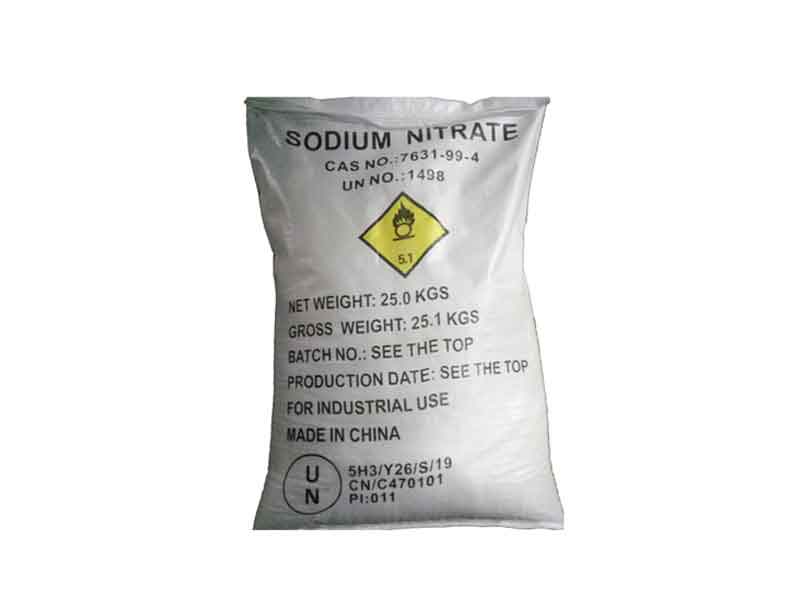 SODIUM NITRATE
CAS NO.:7631-99-4
UN NO.:1498
5.1
NET WEIGHT: 25.0 KGS
GROSS WEIGHT: 25.1 KGS
BATCH NO.: SEE THE TOP
PRODUCTION DATE: SEE THE TOP
FOR INDUSTRIAL USE
MADE IN CHINA
U
N
5H3/Y26/S/19
CN/C470101
PI:011